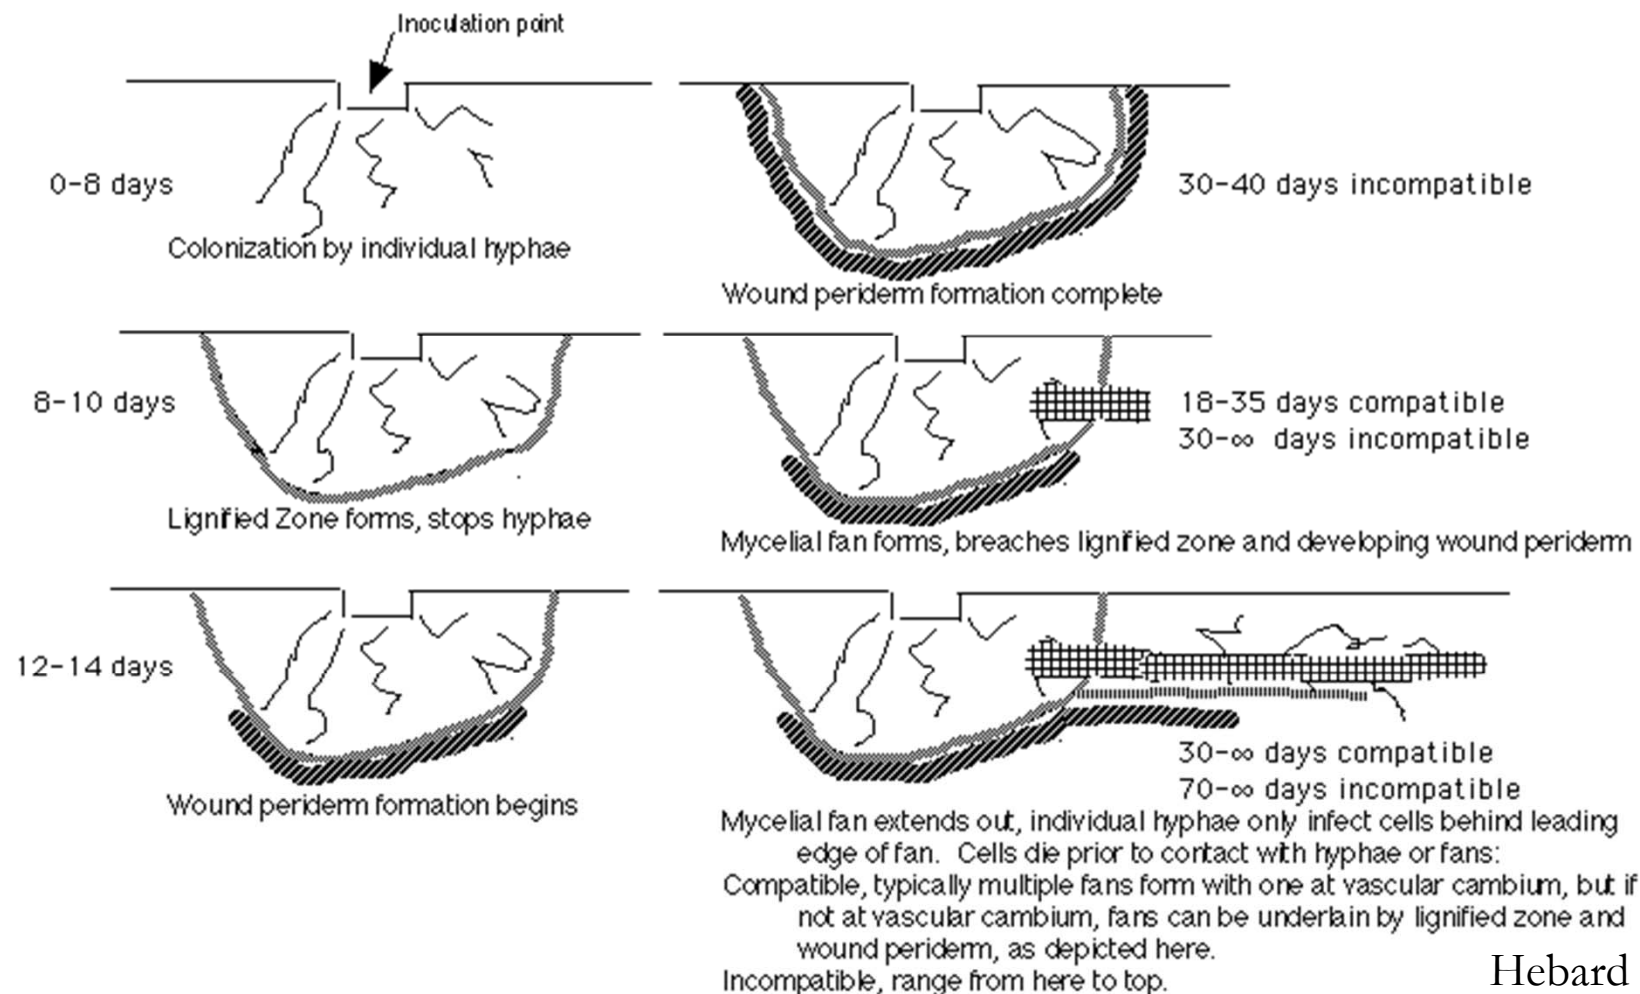 Inoculation point
0-8 days
Colonization by individual hyphae
8-10 days
Lignified Zone forms, stops hyphae
12-14 days
Wound periderm formation begins
30-40 days incompatible
Wound periderm formation complete
18-35 days compatible
30-∞ days incompatible
Mycelial fan forms, breaches lignified zone and developing wound periderm
30-∞ days compatible
70-∞ days incompatible
Mycelial fan extends out, individual hyphae only infect cells behind leading
edge of fan. Cells die prior to contact with hyphae or fans:
Compatible, typically multiple fans form with one at vascular cambium, but if
not at vascular cambium, fans can be underlain by lignified zone and
wound periderm, as depicted here.
Incompatible, range from here to top.
Hebard